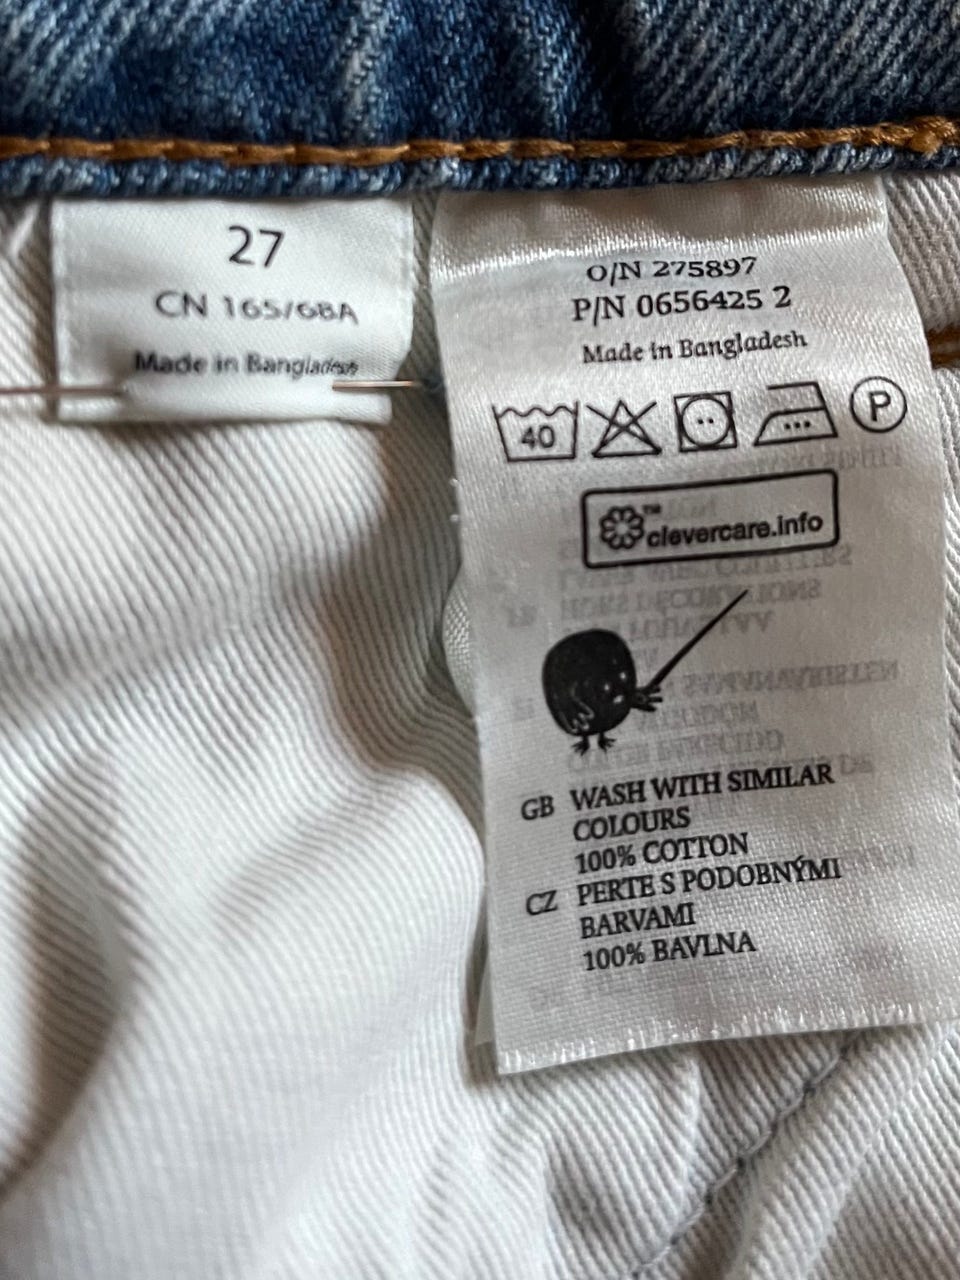 27
CN 165/68A
Made in Bangladesh
O/N 275897
P/N 0656425 2
Made in Bangladesh
40
P
clevercare.info™
GB WASH WITH SIMILAR
COLOURS
100% COTTON
CZ PERTE S PODOBNÝMI
BARVAMI
100% BAVLNA